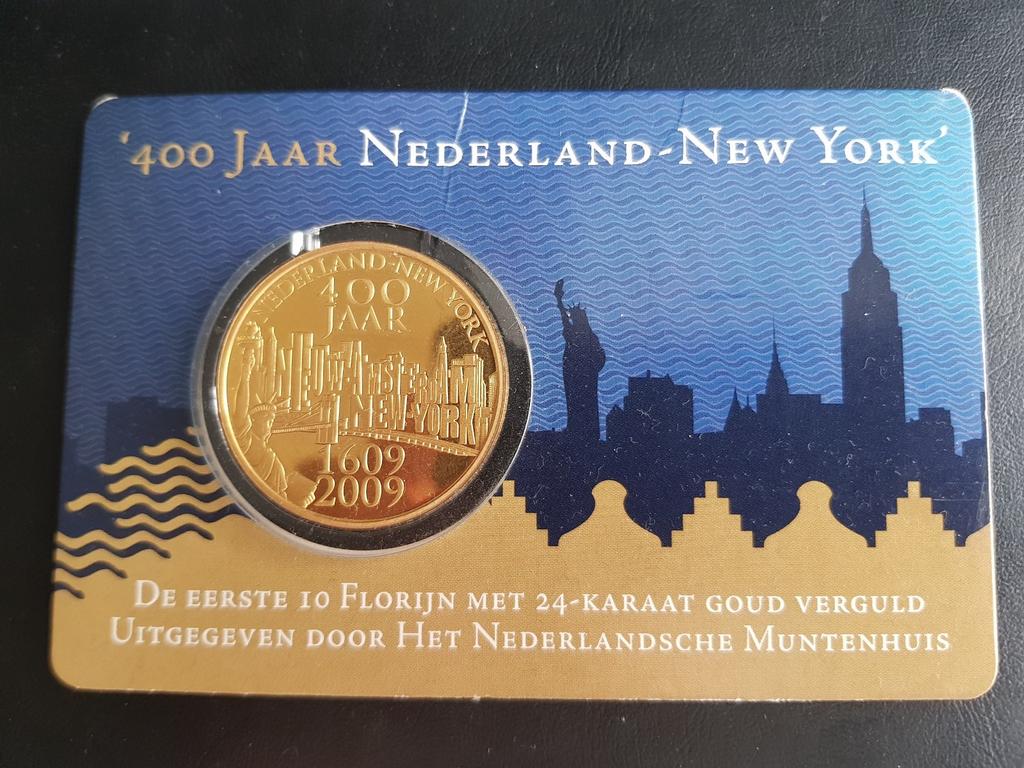 '400 Jaar Nederland-New York'
NEDERLAND-NEW YORK
400
JAAR
NIEUW-AMSTERDAM
NEW-YORK
1609
2009
De eerste 10 Florijn met 24-karaat goud verguld
Uitgegeven door Het Nederlandsche Muntenhuis